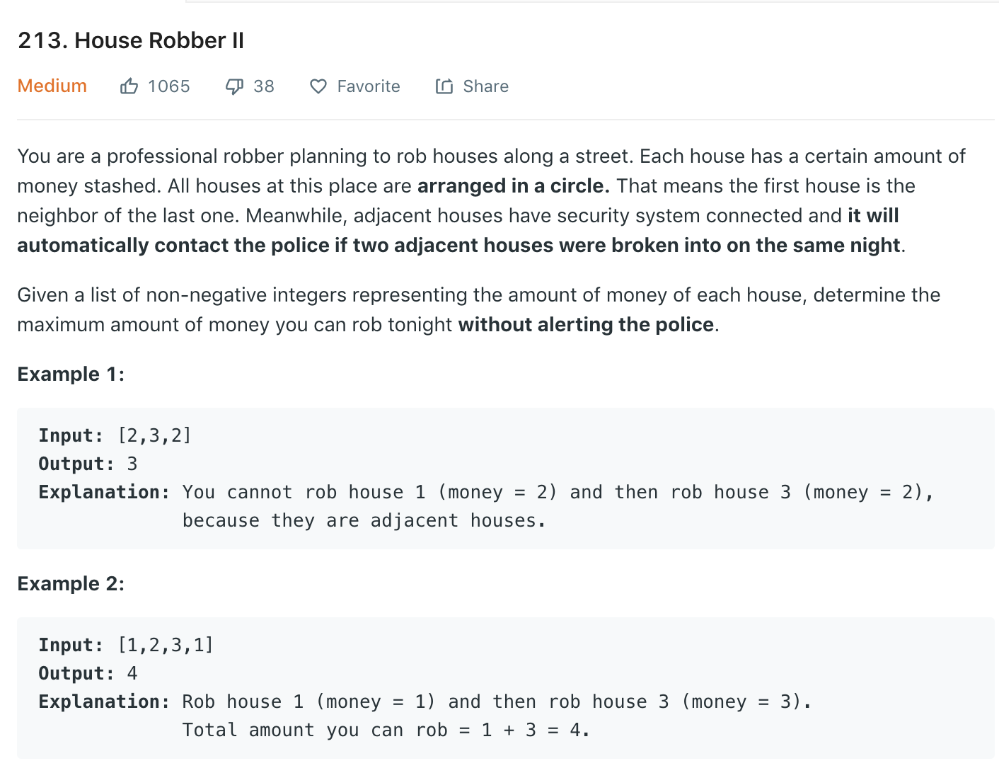 213. House Robber II
Medium 1065 38 Favorite Share
You are a professional robber planning to rob houses along a street. Each house has a certain amount of
money stashed. All houses at this place are arranged in a circle. That means the first house is the
neighbor of the last one. Meanwhile, adjacent houses have security system connected and it will
automatically contact the police if two adjacent houses were broken into on the same night.
Given a list of non-negative integers representing the amount of money of each house, determine the
maximum amount of money you can rob tonight without alerting the police.
Example 1:
Input: [2,3,2]
Output: 3
Explanation: You cannot rob house 1 (money = 2) and then rob house 3 (money = 2),
because they are adjacent houses.
Example 2:
Input: [1,2,3,1]
Output: 4
Explanation: Rob house 1 (money = 1) and then rob house 3 (money = 3).
Total amount you can rob = 1 + 3 = 4.